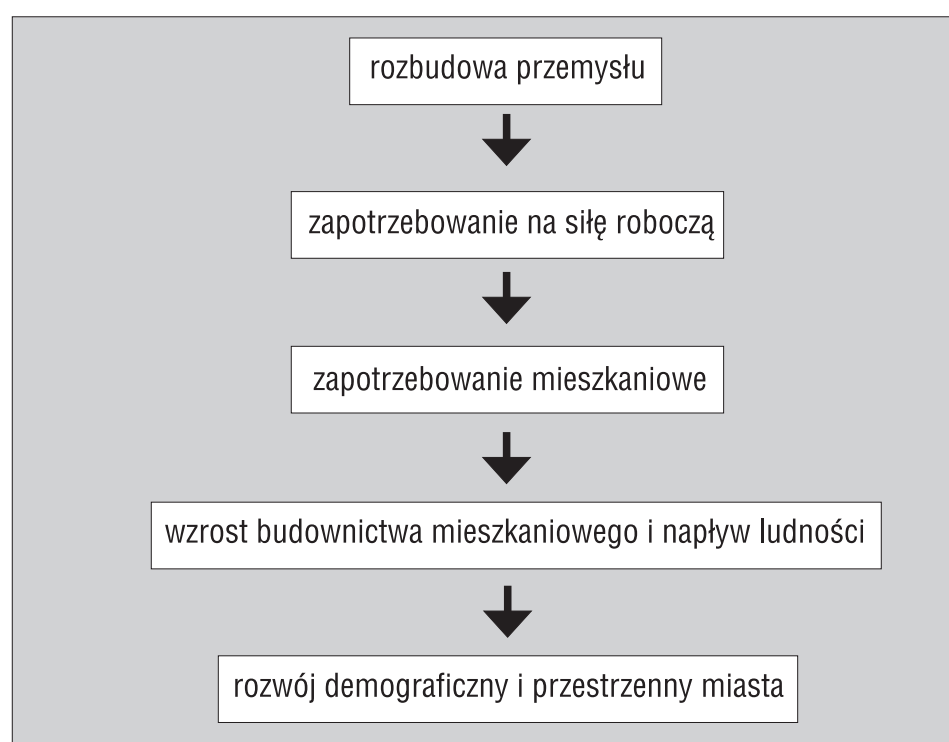 rozbudowa przemysłu
zapotrzebowanie na siłę roboczą
zapotrzebowanie mieszkaniowe
wzrost budownictwa mieszkaniowego i napływ ludności
rozwój demograficzny i przestrzenny miasta